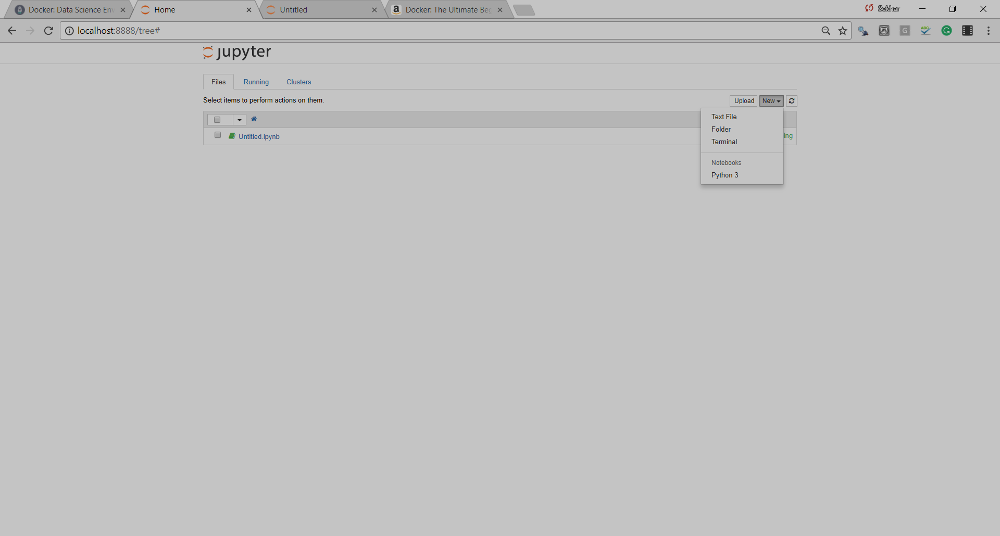 Docker: Data Science Env
Home
Untitled
Docker: The Ultimate Beg
Sekhar
localhost:8888/tree#
M
G
ABC
G
jupyter
Files
Running
Clusters
Select items to perform actions on them.
Upload
New
Text File
Folder
Terminal
Notebooks
Python 3
Untitled.ipynb
ing